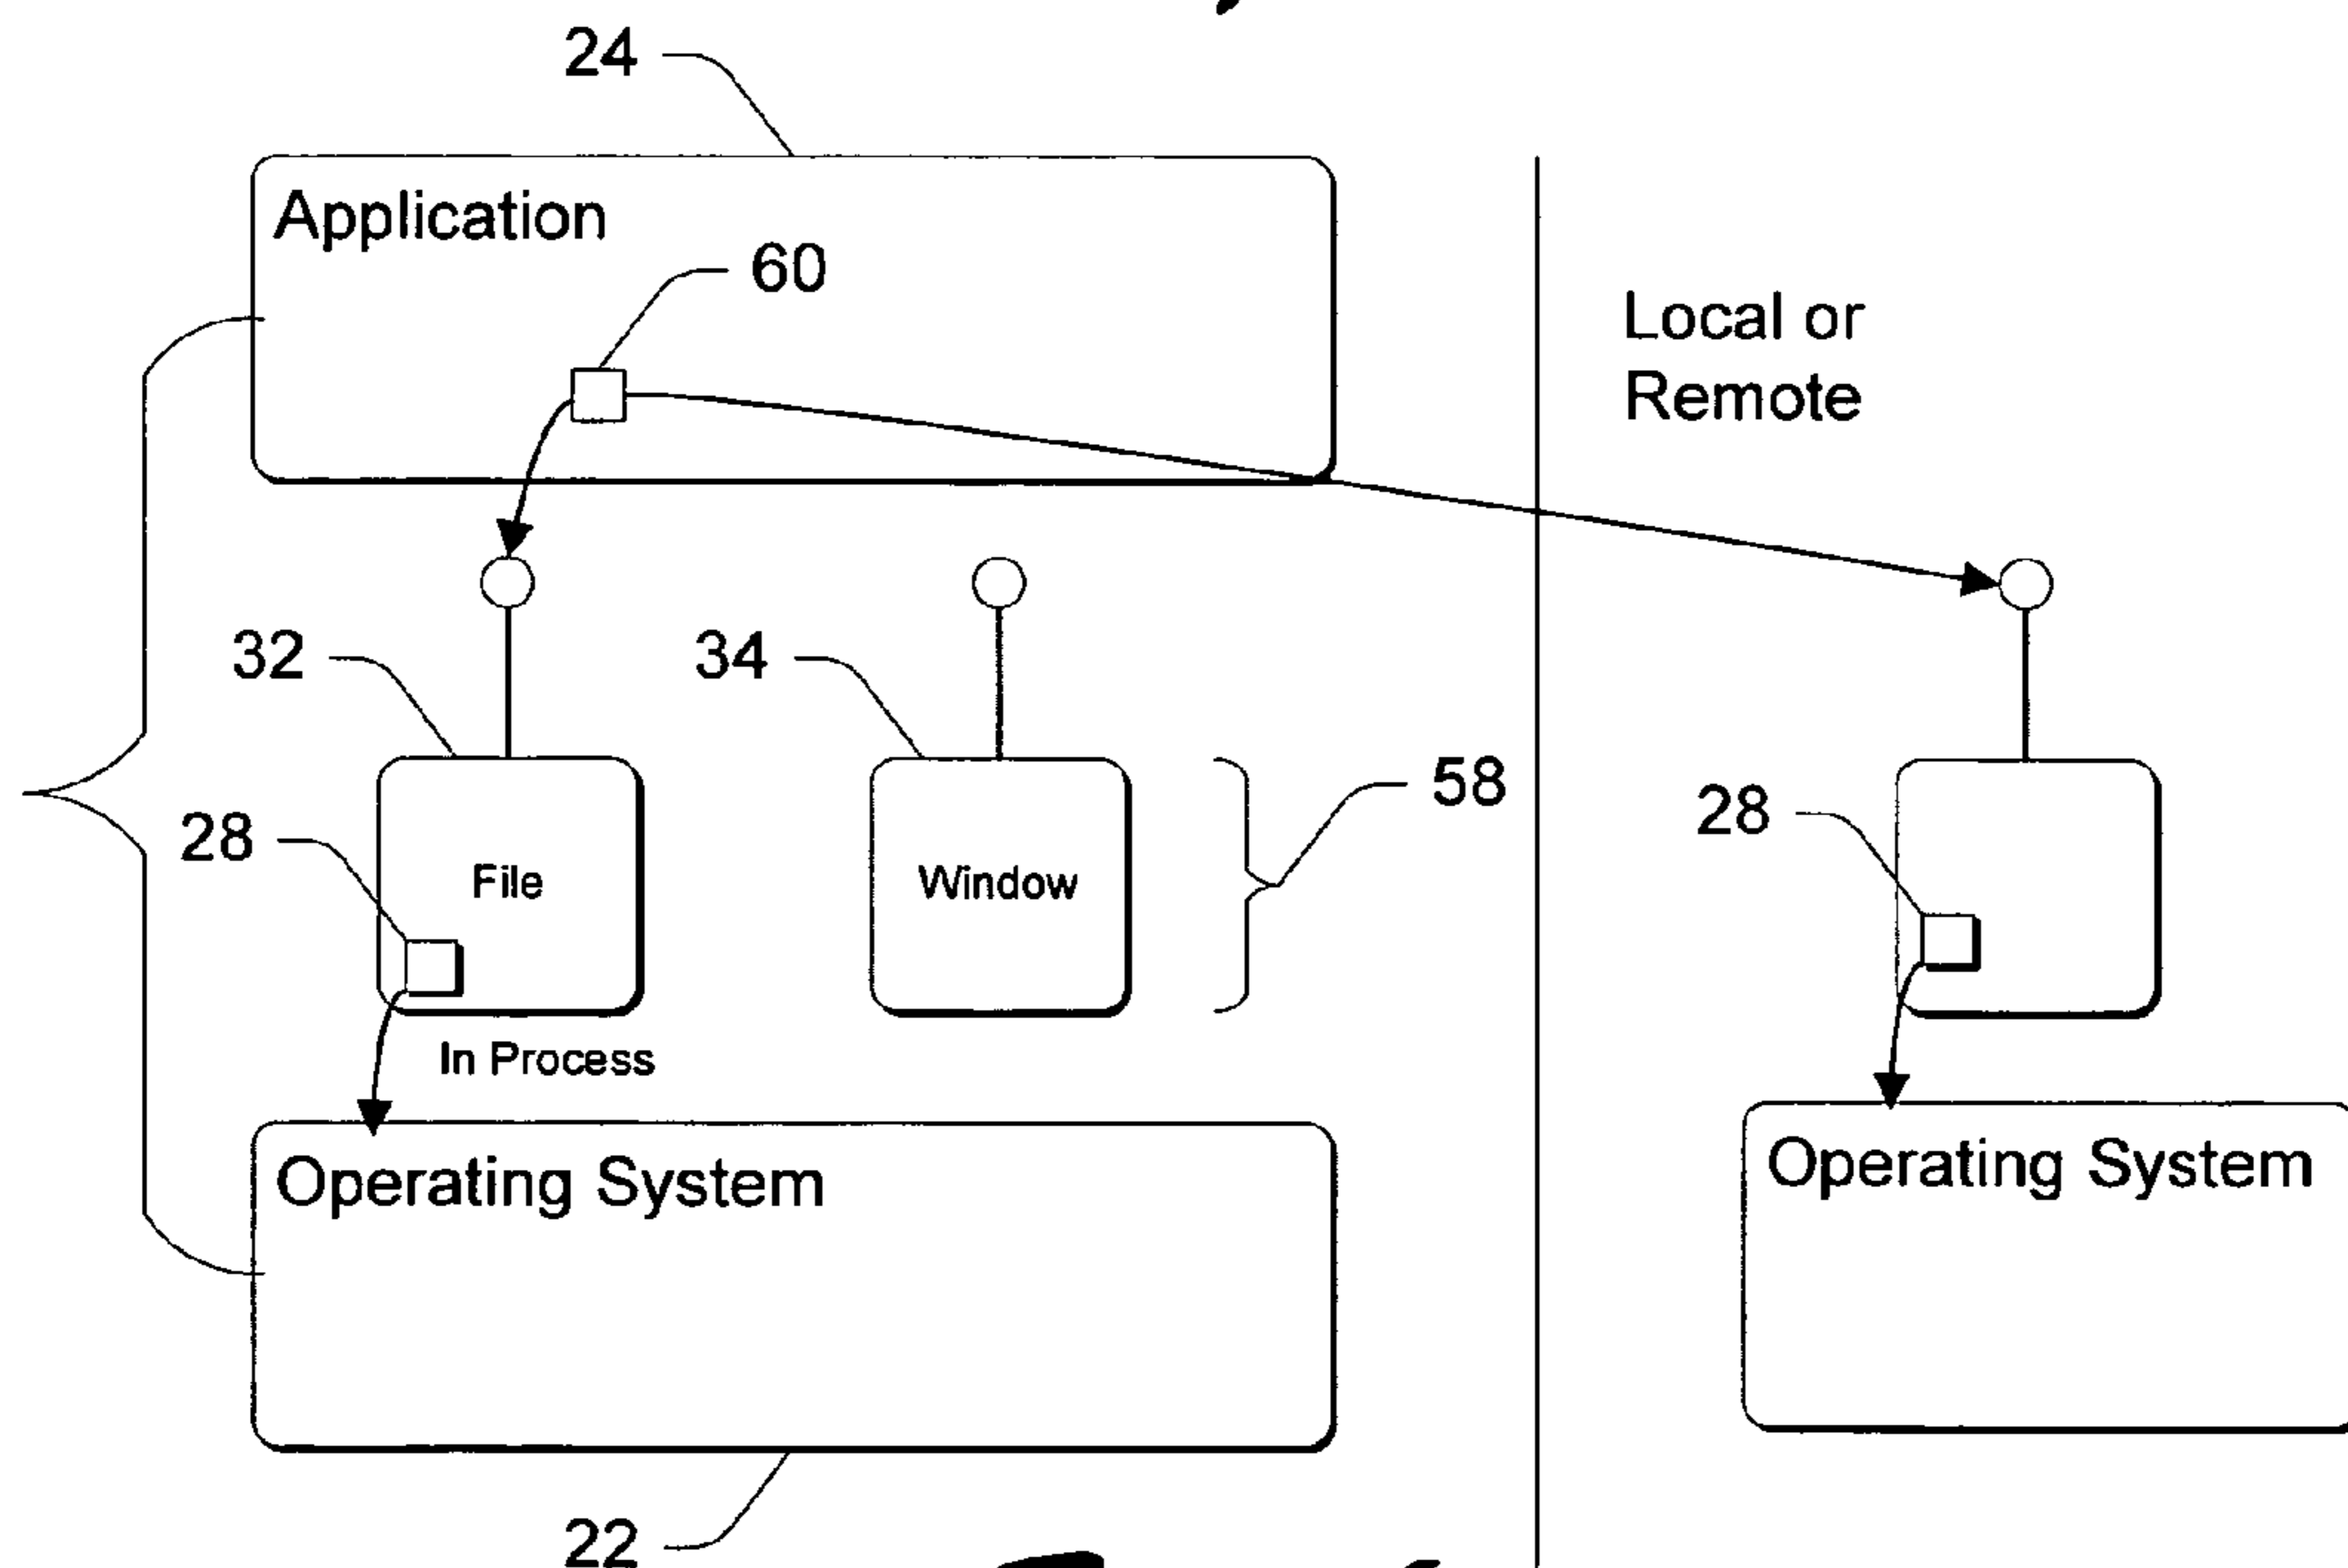 24
Application
60
Local or
Remote
32
34
58
28
File
Window
28
In Process
Operating System
Operating System
22